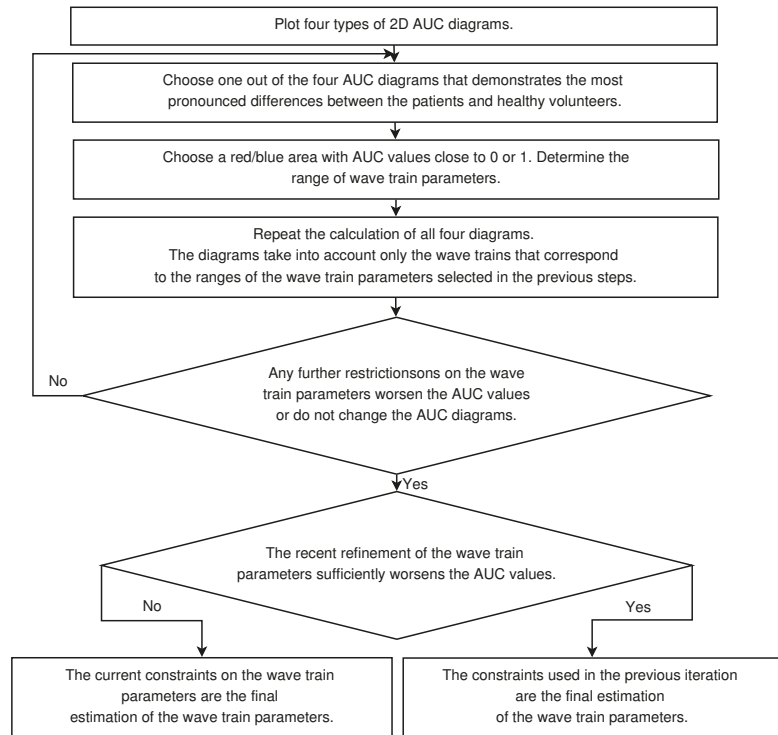 Plot four types of 2D AUC diagrams.
Choose one out of the four AUC diagrams that demonstrates the most
pronounced differences between the patients and healthy volunteers.
Choose a red/blue area with AUC values close to 0 or 1. Determine the
range of wave train parameters.
Repeat the calculation of all four diagrams.
The diagrams take into account only the wave trains that correspond
to the ranges of the wave train parameters selected in the previous steps.
Any further restrictionsons on the wave
train parameters worsen the AUC values
or do not change the AUC diagrams.
No
Yes
The recent refinement of the wave train
parameters sufficiently worsens the AUC values.
No
Yes
The current constraints on the wave train
parameters are the final
estimation of the wave train parameters.
The constraints used in the previous iteration
are the final estimation
of the wave train parameters.